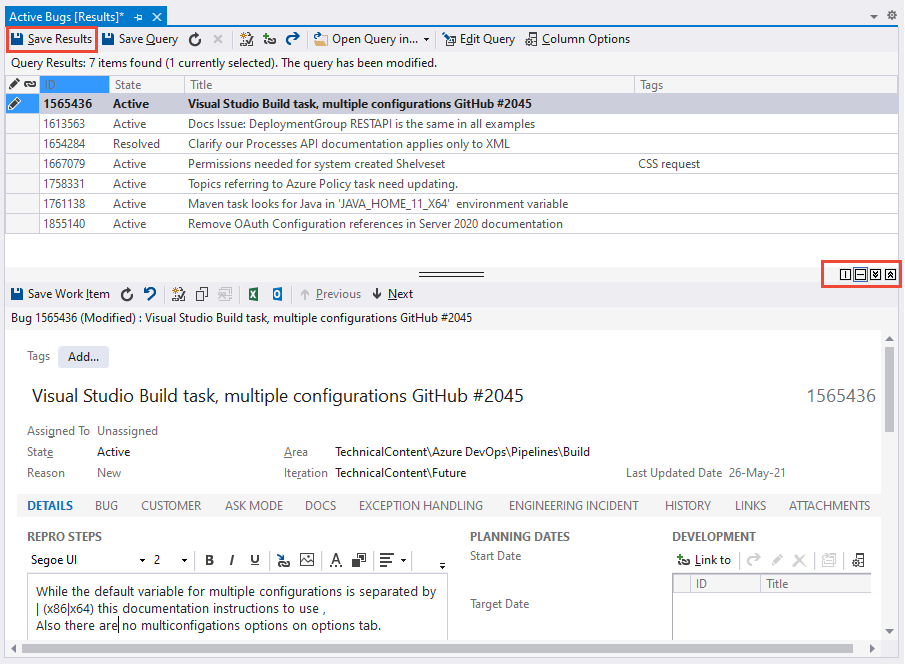 Active Bugs [Results]*
Save Results Save Query Open Query in... Edit Query Column Options
Query Results: 7 items found (1 currently selected). The query has been modified.
ID State Title Tags
1565436 Active Visual Studio Build task, multiple configurations GitHub #2045
1613563 Active Docs Issue: DeploymentGroup RESTAPI is the same in all examples
1654284 Resolved Clarify our Processes API documentation applies only to XML
1667079 Active Permissions needed for system created Shelveset CSS request
1758331 Active Topics referring to Azure Policy task need updating.
1761138 Active Maven task looks for Java in 'JAVA_HOME_11_X64' environment variable
1855140 Active Remove OAuth Configuration references in Server 2020 documentation
Save Work Item Previous Next
Bug 1565436 (Modified) : Visual Studio Build task, multiple configurations GitHub #2045
Tags Add...
Visual Studio Build task, multiple configurations GitHub #2045 1565436
Assigned To Unassigned
State Active Area TechnicalContent\Azure DevOps\Pipelines\Build
Reason New Iteration TechnicalContent\Future Last Updated Date 26-May-21
DETAILS BUG CUSTOMER ASK MODE DOCS EXCEPTION HANDLING ENGINEERING INCIDENT HISTORY LINKS ATTACHMENTS
REPRO STEPS PLANNING DATES DEVELOPMENT
Segoe UI 2 B I U A Start Date Link to
ID Title
While the default variable for multiple configurations is separated by
| (x86|x64) this documentation instructions to use ,
Also there are no multiconfigations options on options tab.
Target Date